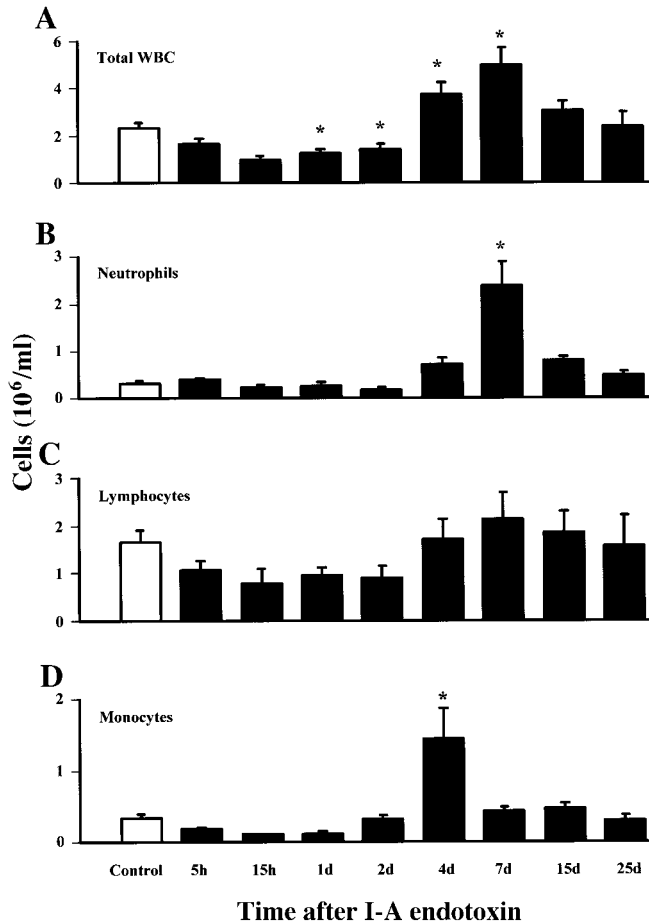 A
Total WBC
6
4
2
0
* * * *
B
Neutrophils
3
2
1
0
*
Cells (10⁶/ml)
C
Lymphocytes
3
2
1
0
D
Monocytes
2
1
0
*
Control 5h 15h 1d 2d 4d 7d 15d 25d
Time after I-A endotoxin